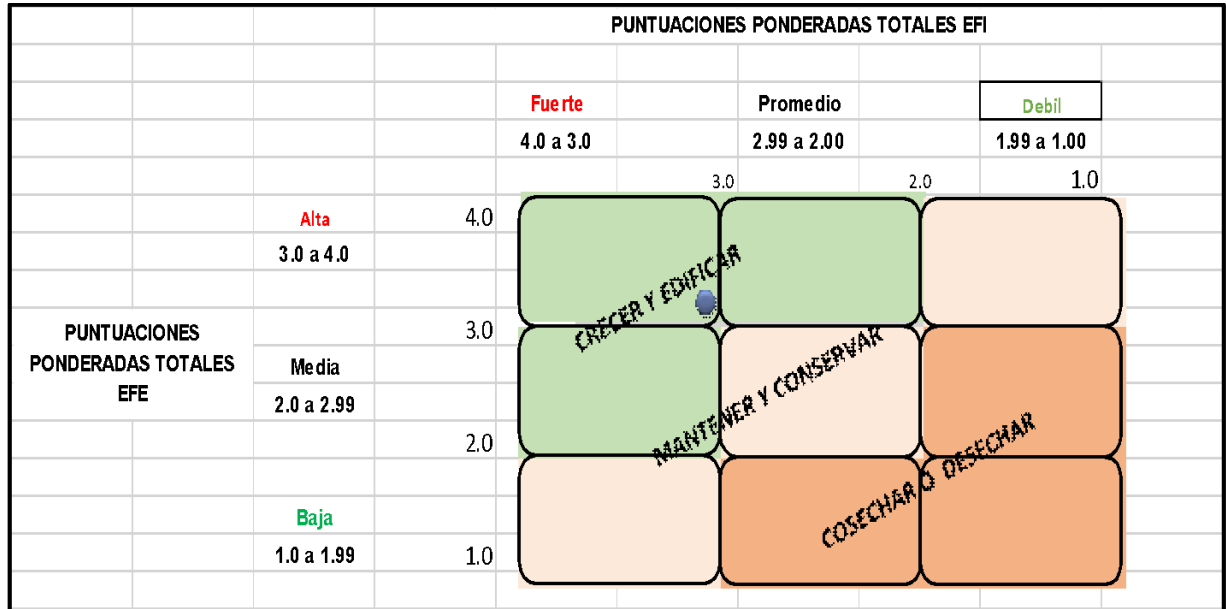 PUNTUACIONES PONDERADAS TOTALES EFI
Fuerte Promedio Debil
4.0 a 3.0 2.99 a 2.00 1.99 a 1.00
3.0 2.0 1.0
Alta 4.0
3.0 a 4.0
CRECER Y EDIFICAR
PUNTUACIONES
PONDERADAS TOTALES
EFE
3.0
Media
2.0 a 2.99
MANTENER Y CONSERVAR
2.0
COSECHAR O DESECHAR
Baja
1.0 a 1.99 1.0